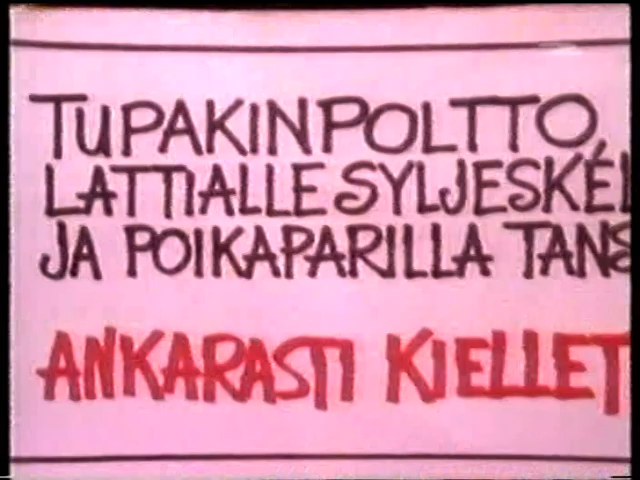 TUPAKINPOLTTO,
LATTIALLE SYLJESKEL
JA POIKAPARILLA TANS
ANKARASTI KIELLET